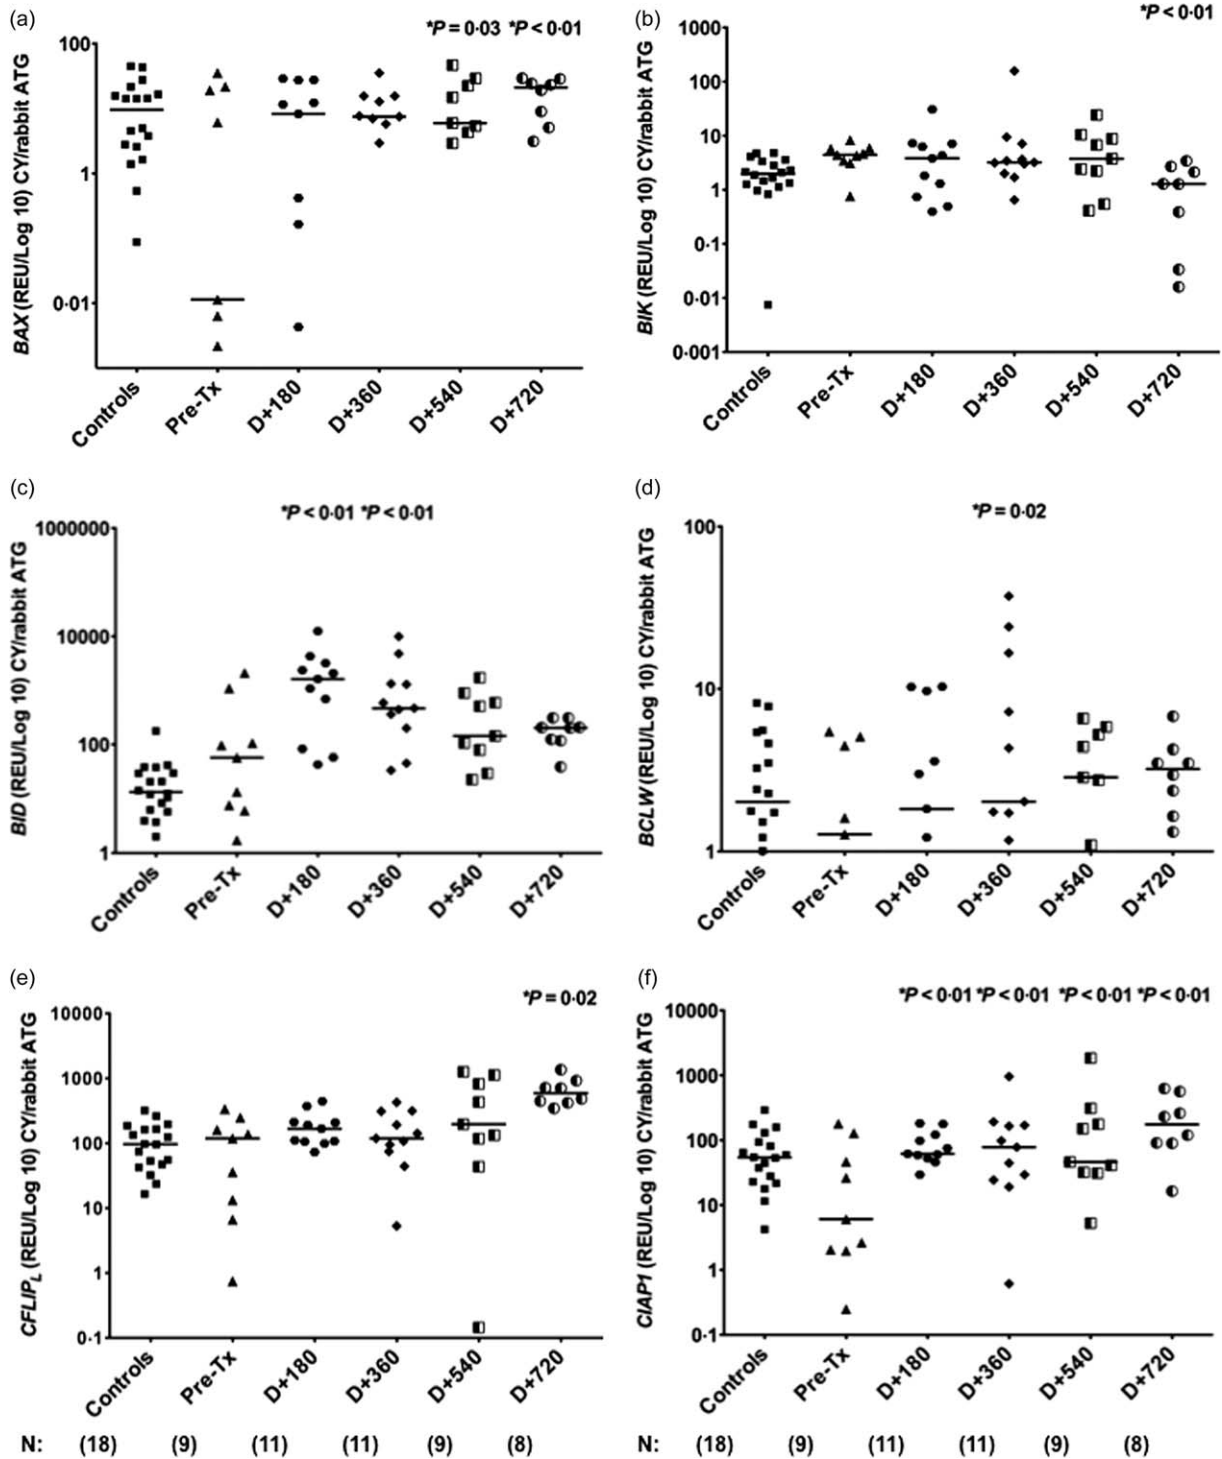 (a)
*P = 0·03 *P < 0·01
BAX (REU/Log 10) CY/rabbit ATG
100
1
0·01
Controls
Pre-Tx
D+180
D+360
D+540
D+720
(b)
*P < 0·01
BIK (REU/Log 10) CY/rabbit ATG
1000
100
10
1
0·1
0·01
0·001
Controls
Pre-Tx
D+180
D+360
D+540
D+720
(c)
*P < 0·01 *P < 0·01
BID (REU/Log 10) CY/rabbit ATG
1000000
10000
100
1
Controls
Pre-Tx
D+180
D+360
D+540
D+720
(d)
*P = 0·02
BCLW (REU/Log 10) CY/rabbit ATG
100
10
1
Controls
Pre-Tx
D+180
D+360
D+540
D+720
(e)
*P = 0·02
CFLIPL (REU/Log 10) CY/rabbit ATG
10000
1000
100
10
1
0·1
Controls
Pre-Tx
D+180
D+360
D+540
D+720
N: (18) (9) (11) (11) (9) (8)
(f)
*P < 0·01 *P < 0·01 *P < 0·01 *P < 0·01
CIAP1 (REU/Log 10) CY/rabbit ATG
10000
1000
100
10
1
0·1
Controls
Pre-Tx
D+180
D+360
D+540
D+720
N: (18) (9) (11) (11) (9) (8)